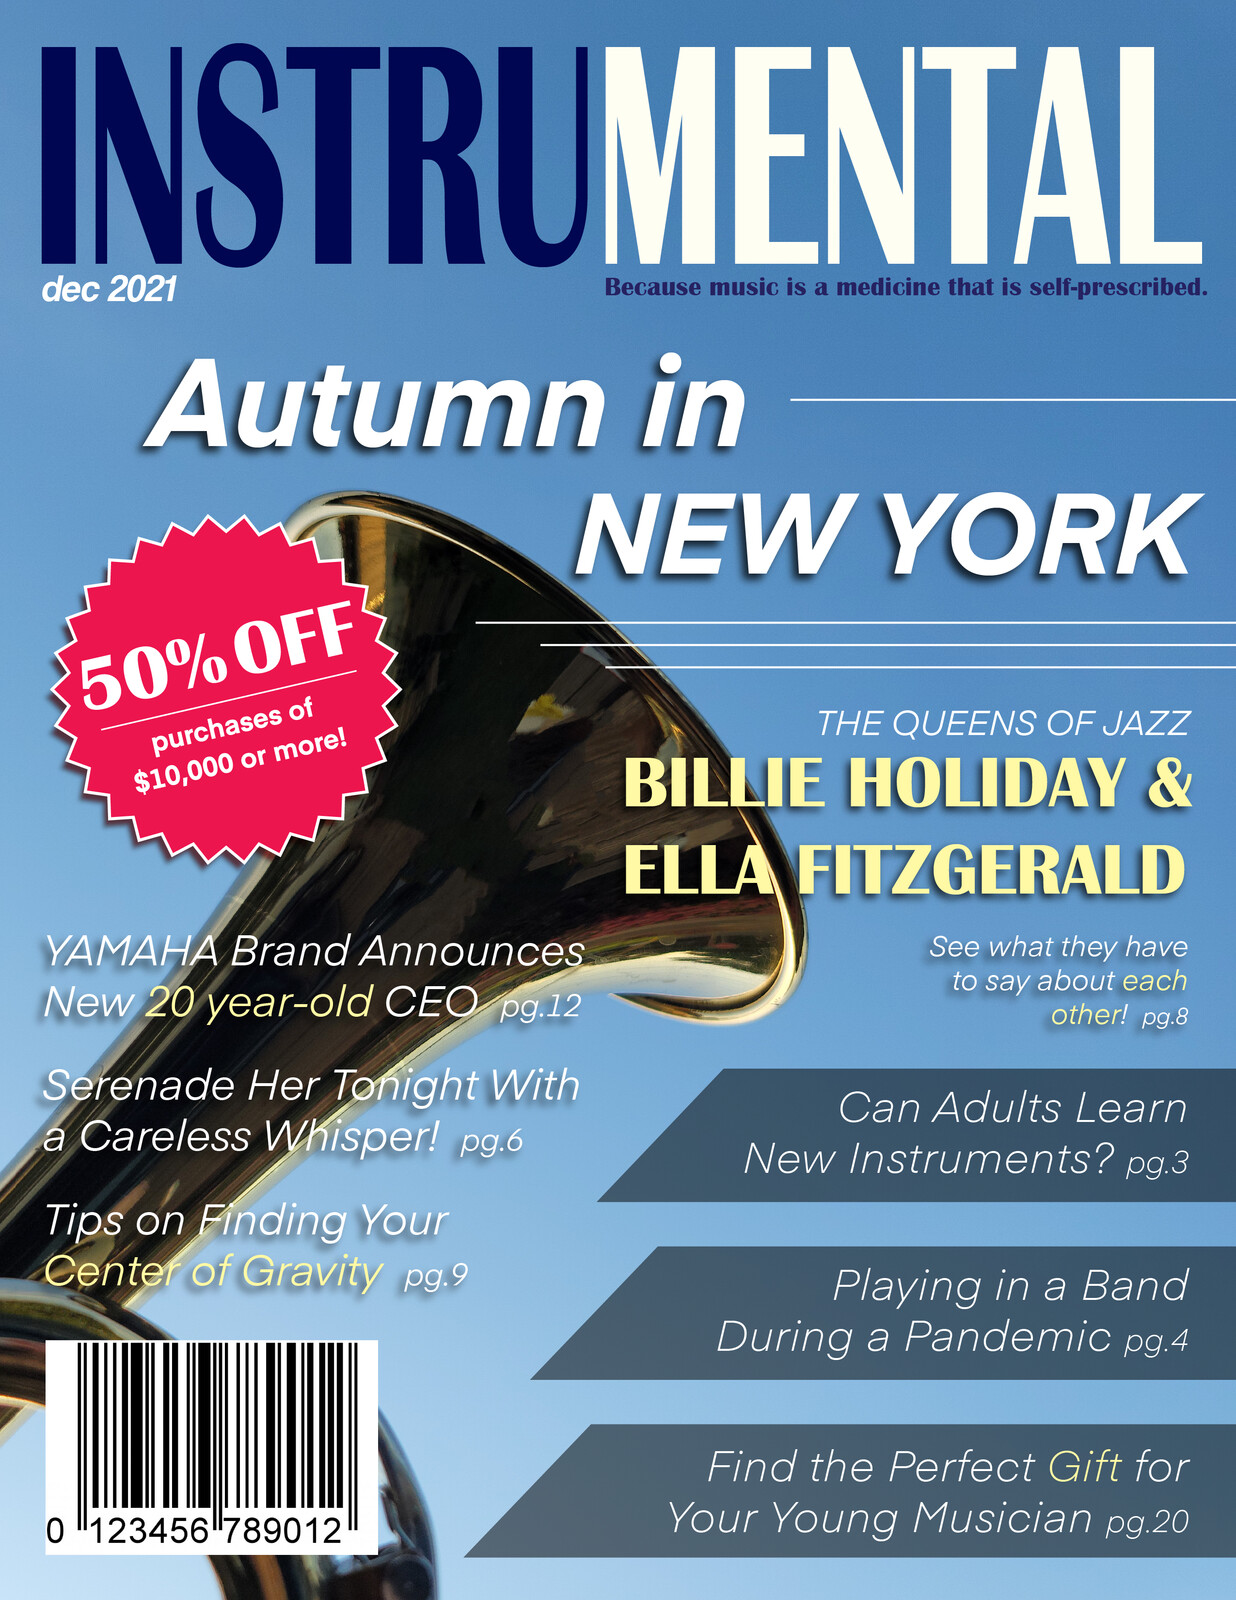 INSTRUMENTAL
dec 2021
Because music is a medicine that is self-prescribed.
Autumn in
NEW YORK
50% OFF
purchases of
$10,000 or more!
THE QUEENS OF JAZZ
BILLIE HOLIDAY &
ELLA FITZGERALD
See what they have
to say about each
other! pg.8
YAMAHA Brand Announces
New 20 year-old CEO pg.12
Serenade Her Tonight With
a Careless Whisper! pg.6
Tips on Finding Your
Center of Gravity pg.9
Can Adults Learn
New Instruments? pg.3
Playing in a Band
During a Pandemic pg.4
Find the Perfect Gift for
Your Young Musician pg.20
0 123456 789012